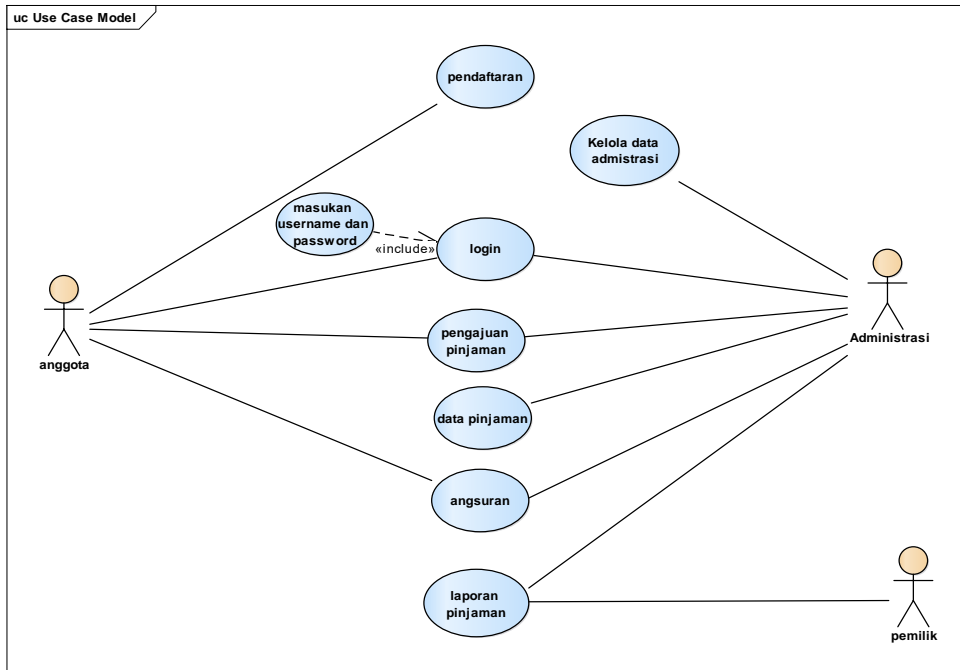 uc Use Case Model
pendaftaran
Kelola data
admistrasi
masukan
username dan
password
«include»
login
anggota
Administrasi
pengajuan
pinjaman
data pinjaman
angsuran
laporan
pinjaman
pemilik